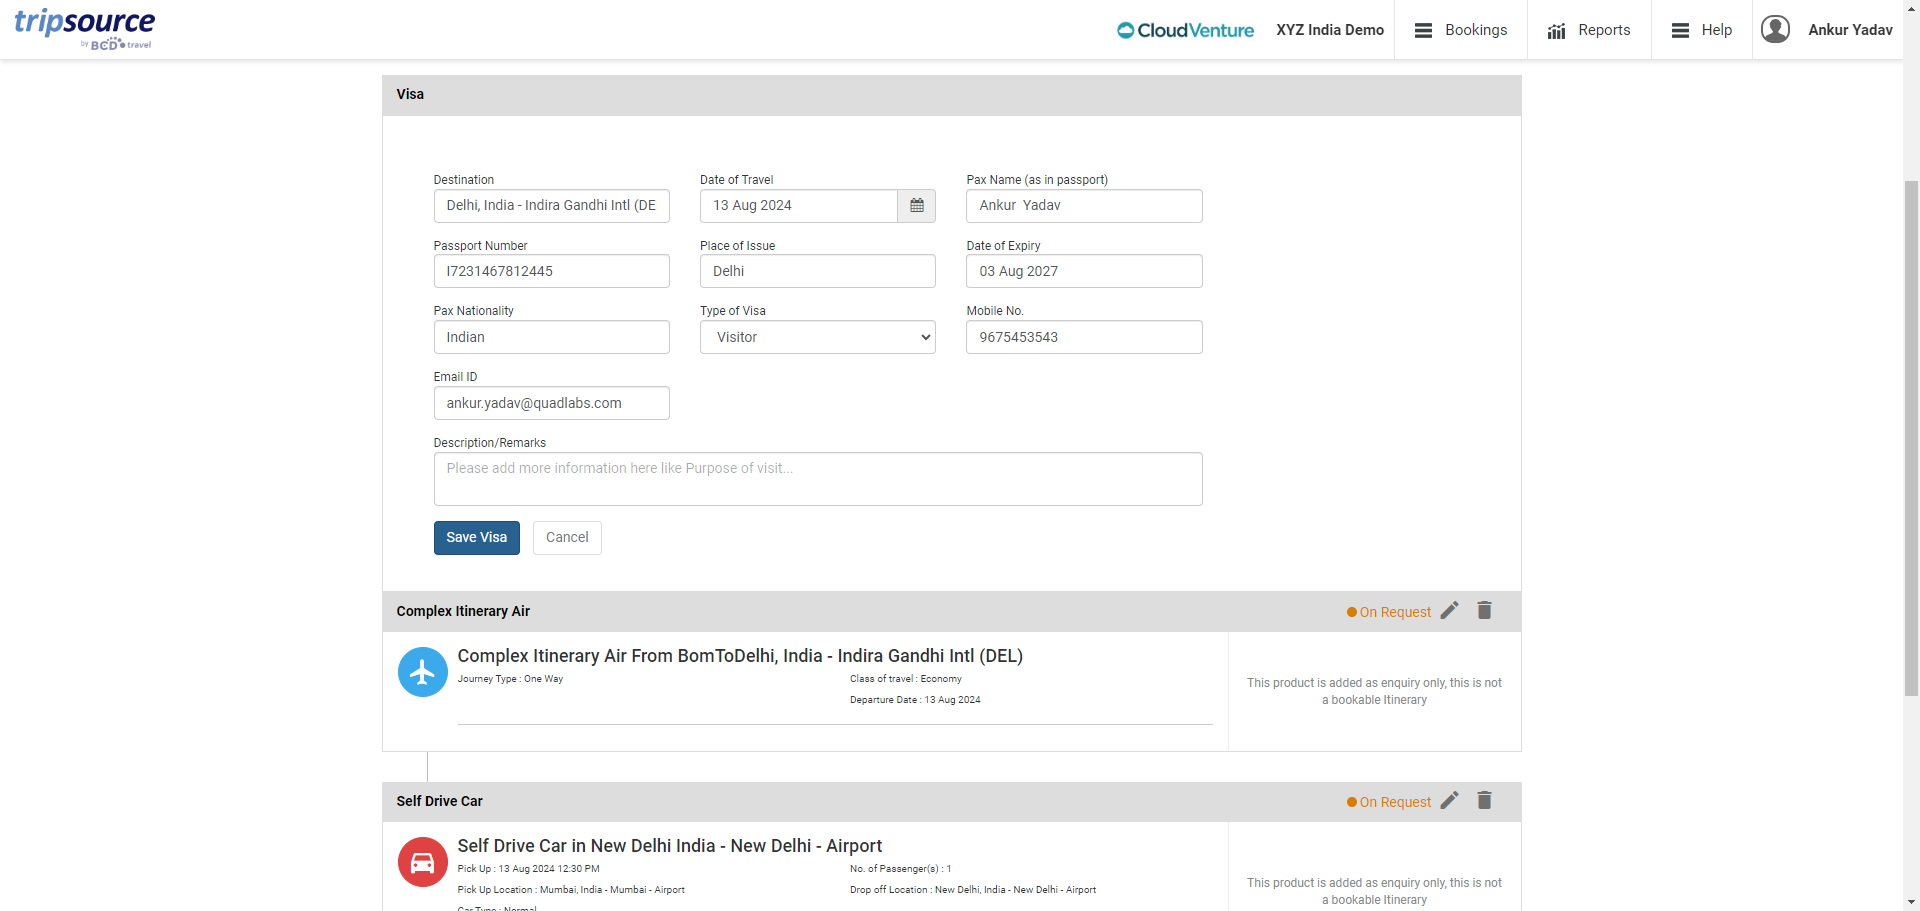 tripsource
by BCD travel
CloudVenture
XYZ India Demo
Bookings
Reports
Help
Ankur Yadav
Visa
Destination
Date of Travel
Pax Name (as in passport)
Delhi, India - Indira Gandhi Intl (DE
13 Aug 2024
Ankur  Yadav
Passport Number
Place of Issue
Date of Expiry
I7231467812445
Delhi
03 Aug 2027
Pax Nationality
Type of Visa
Mobile No.
Indian
Visitor
9675453543
Email ID
ankur.yadav@quadlabs.com
Description/Remarks
Please add more information here like Purpose of visit...
Save Visa
Cancel
Complex Itinerary Air
On Request
Complex Itinerary Air From BomToDelhi, India - Indira Gandhi Intl (DEL)
Journey Type : One Way
Class of travel : Economy
Departure Date : 13 Aug 2024
This product is added as enquiry only, this is not
a bookable Itinerary
Self Drive Car
On Request
Self Drive Car in New Delhi India - New Delhi - Airport
Pick Up : 13 Aug 2024 12:30 PM
No. of Passenger(s) : 1
Pick Up Location : Mumbai, India - Mumbai - Airport
Drop off Location : New Delhi, India - New Delhi - Airport
Car Type : Normal
This product is added as enquiry only, this is not
a bookable Itinerary